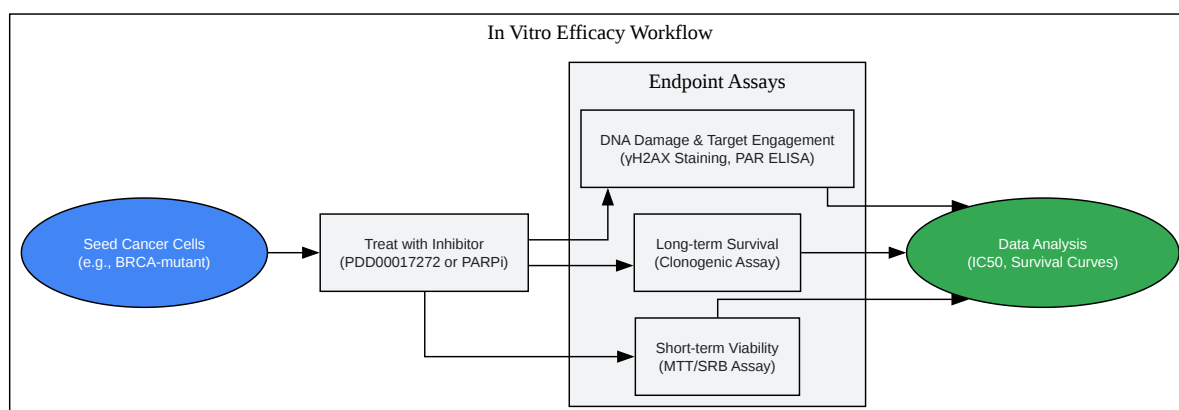 In Vitro Efficacy Workflow
Endpoint Assays
DNA Damage & Target Engagement
(γH2AX Staining, PAR ELISA)
Seed Cancer Cells
(e.g., BRCA-mutant)
Treat with Inhibitor
(PDD00017272 or PARPi)
Long-term Survival
(Clonogenic Assay)
Data Analysis
(IC50, Survival Curves)
Short-term Viability
(MTT/SRB Assay)